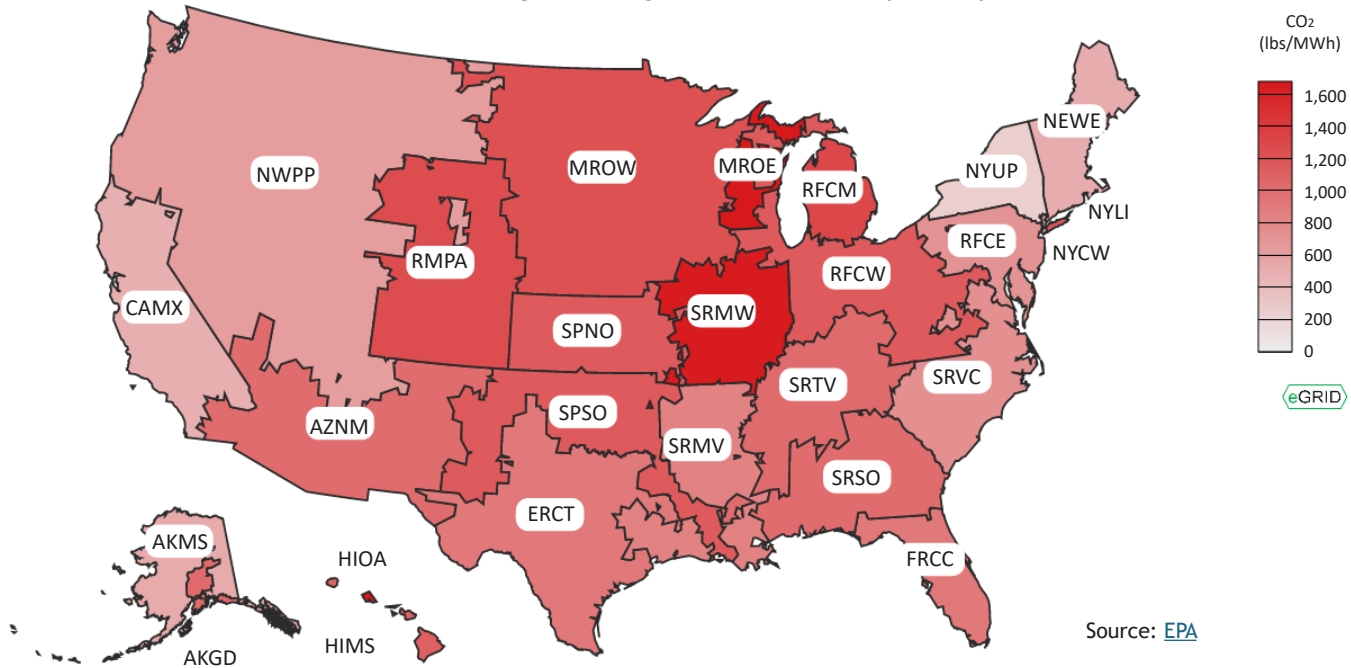 CO₂
(lbs/MWh)
1,600
1,400
1,200
1,000
800
600
400
200
0
eGRID
NEWE
NYUP
NWPP
MROW
MROE
RFCM
NYLI
RFCE
NYCW
RMPA
RFCW
CAMX
SRMW
SPNO
SRTV
SRVC
SPSO
AZNM
SRMV
SRSO
ERCT
AKMS
HIOA
FRCC
Source: EPA
HIMS
AKGD